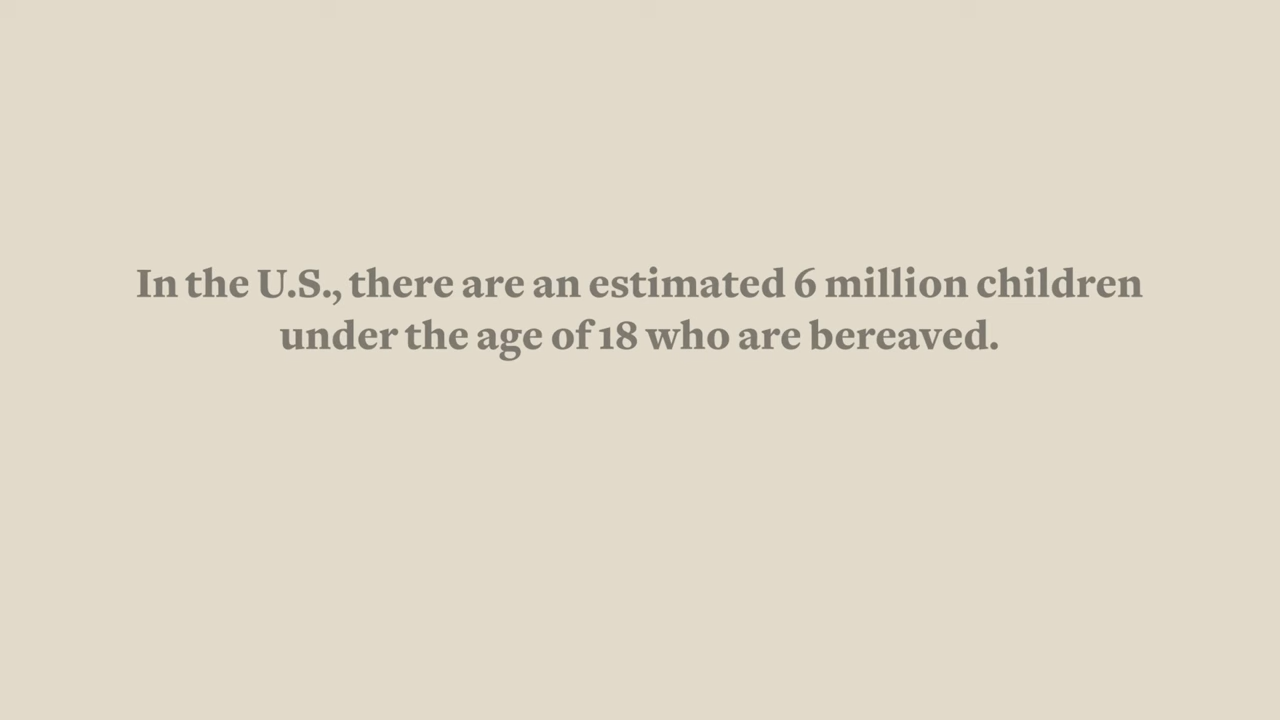 In the U.S., there are an estimated 6 million children
under the age of 18 who are bereaved.